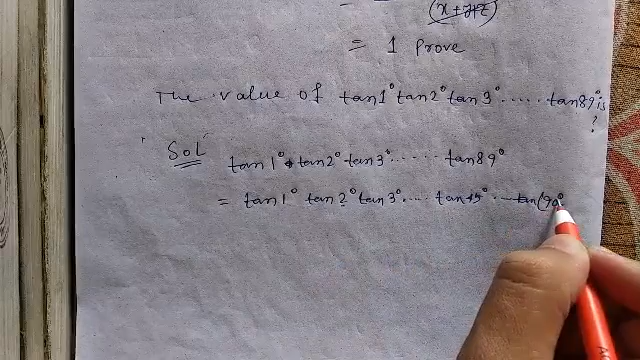 (x+y+z)
= 1 Prove
The value of tan1° tan2° tan3° ..... tan89° is
?
Sol
tan1° tan2° tan3° ...... tan89°
= tan1° tan2° tan3° .... tan45° ... tan(90°